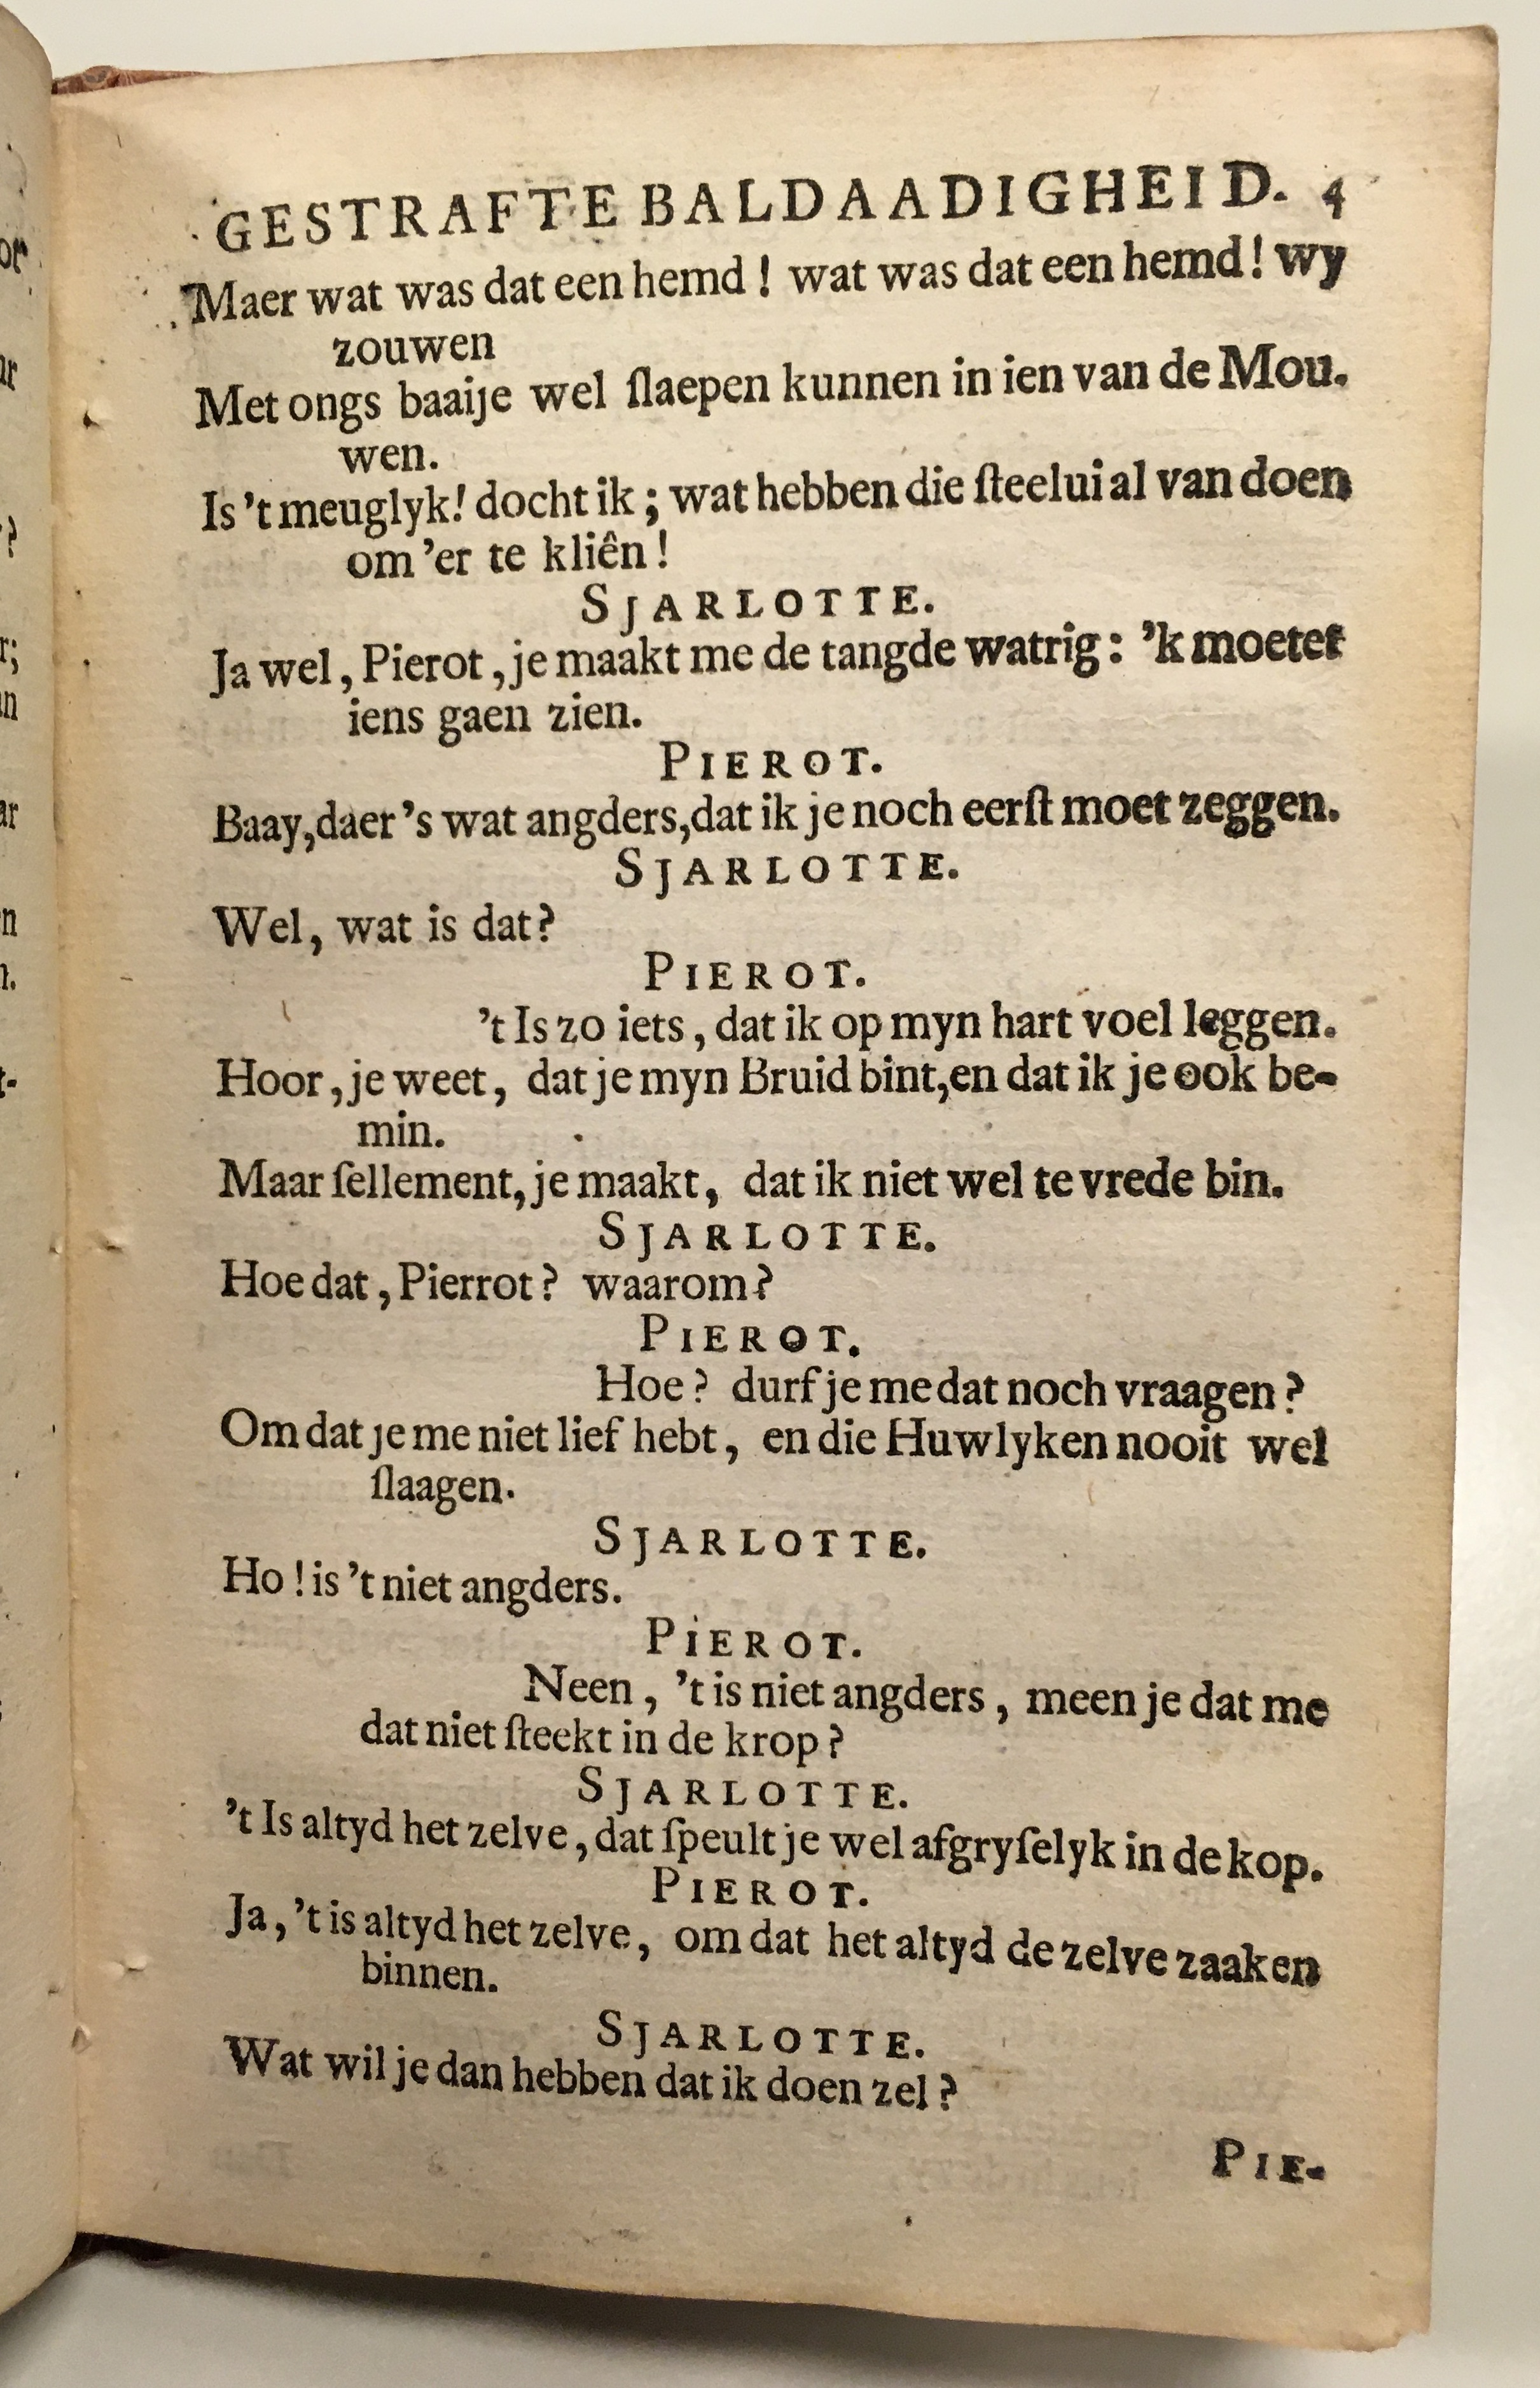 GESTRAFTE BALDAADIGHEID. 4
Maer wat was dat een hemd! wat was dat een hemd! wy
zouwen
Met ongs baaije wel ſlaepen kunnen in ien van de Mou.
wen.
Is 't meuglyk! docht ik; wat hebben die ſteelui al van doen
om 'er te kliên!
SJARLOTTE.
Ja wel, Pierot, je maakt me de tangde watrig: 'k moeter
iens gaen zien.
PIEROT.
Baay, daer 's wat angders, dat ik je noch eerſt moet zeggen.
SJARLOTTE.
Wel, wat is dat?
PIEROT.
't Is zo iets, dat ik op myn hart voel leggen.
Hoor, je weet, dat je myn Bruid bint, en dat ik je ook be-
min.
Maar ſellement, je maakt, dat ik niet wel te vrede bin.
SJARLOTTE.
Hoe dat, Pierrot? waarom?
PIEROT.
Hoe? durf je me dat noch vraagen?
Om dat je me niet lief hebt, en die Huwlyken nooit wel
ſlaagen.
SJARLOTTE.
Ho! is 't niet angders.
PIEROT.
Neen, 't is niet angders, meen je dat me
dat niet ſteekt in de krop?
SJARLOTTE.
't Is altyd het zelve, dat ſpeult je wel afgryſelyk in de kop.
PIEROT.
Ja, 't is altyd het zelve, om dat het altyd de zelve zaaken
binnen.
SJARLOTTE.
Wat wil je dan hebben dat ik doen zel?
PIE-